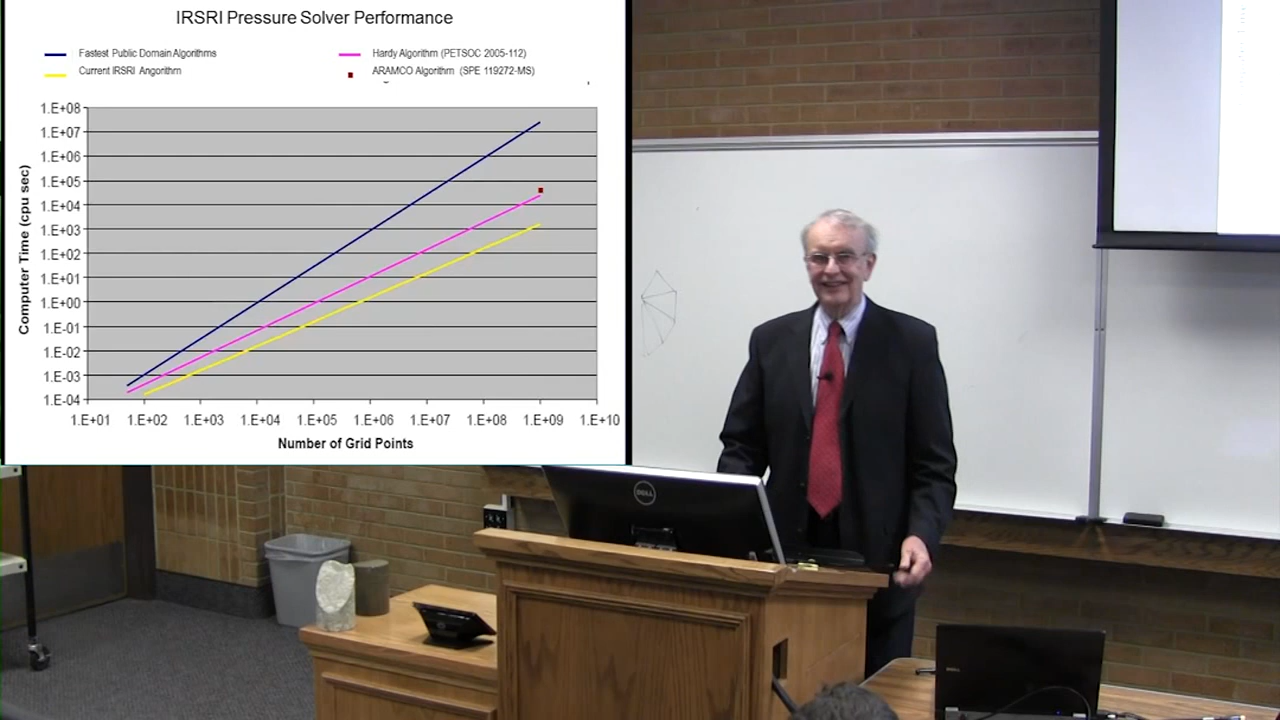 IRSRI Pressure Solver Performance
Fastest Public Domain Algorithms
Hardy Algorithm (PETSOC 2005-112)
Current IRSRI Angorithm
ARAMCO Algorithm (SPE 119272-MS)
Computer Time (cpu sec)
1.E+08
1.E+07
1.E+06
1.E+05
1.E+04
1.E+03
1.E+02
1.E+01
1.E+00
1.E-01
1.E-02
1.E-03
1.E-04
1.E+01 1.E+02 1.E+03 1.E+04 1.E+05 1.E+06 1.E+07 1.E+08 1.E+09 1.E+10
Number of Grid Points
DELL
DELL